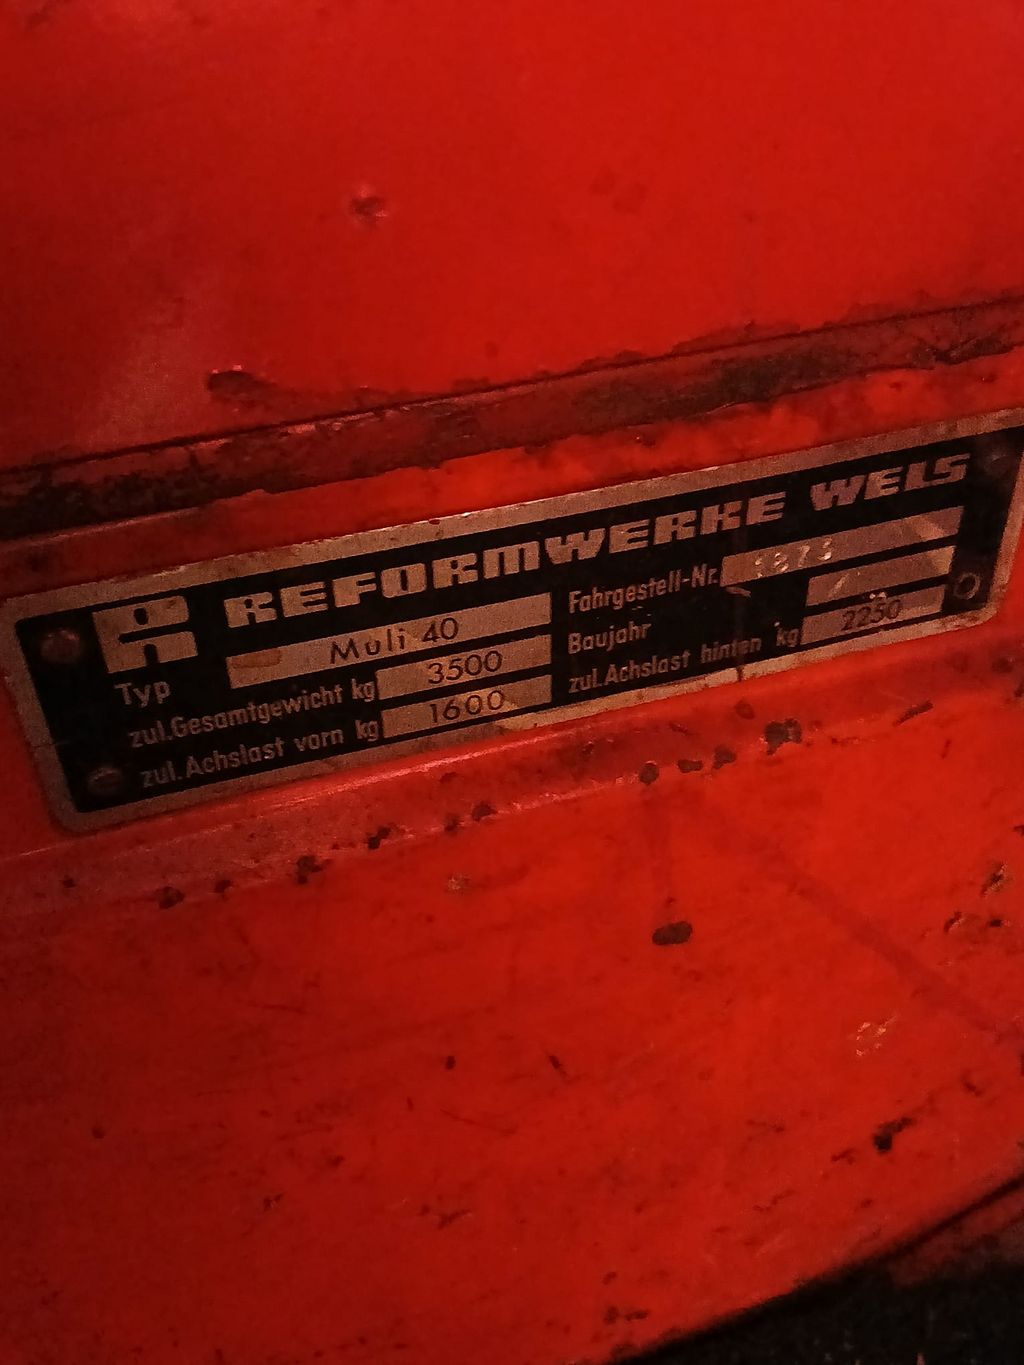 REFORMWERKE WELS
Typ Muli 40
zul.Gesamtgewicht kg 3500
zul.Achslast vorn kg 1600
Fahrgestell-Nr. 1873
Baujahr
zul.Achslast hinten kg 2250